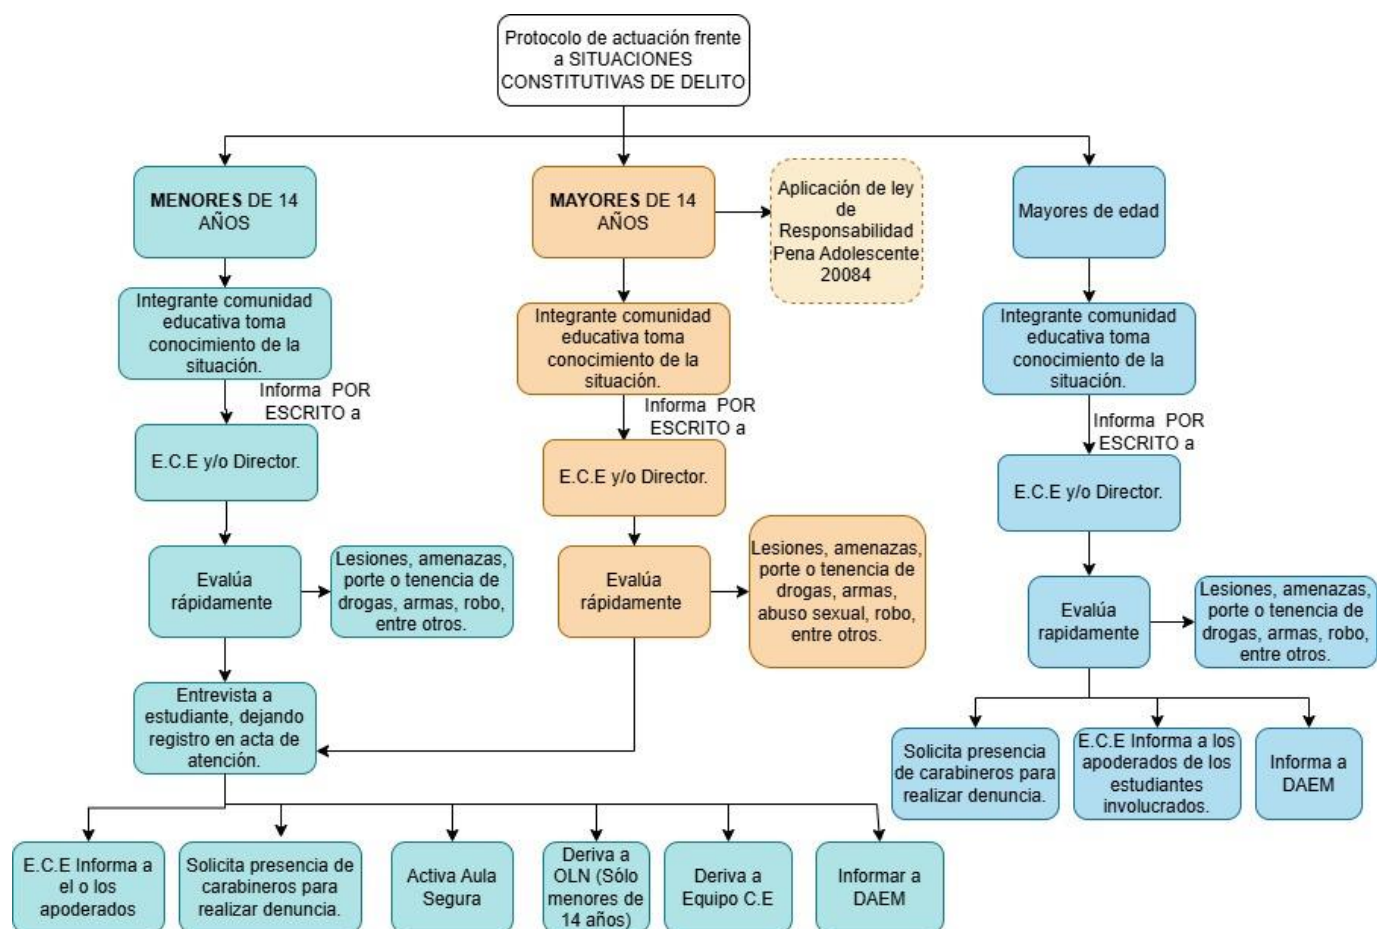 Protocolo de actuación frente
a SITUACIONES
CONSTITUTIVAS DE DELITO
MENORES DE 14
AÑOS
MAYORES DE 14
AÑOS
Aplicación de ley
de
Responsabilidad
Pena Adolescente
20084
Mayores de edad
Integrante comunidad
educativa toma
conocimiento de la
situación.
Integrante comunidad
educativa toma
conocimiento de la
situación.
Integrante comunidad
educativa toma
conocimiento de la
situación.
Informa POR
ESCRITO a
Informa POR
ESCRITO a
Informa POR
ESCRITO a
E.C.E y/o Director.
E.C.E y/o Director.
E.C.E y/o Director.
Evalúa
rápidamente
Lesiones, amenazas,
porte o tenencia de
drogas, armas, robo,
entre otros.
Evalúa
rápidamente
Lesiones, amenazas,
porte o tenencia de
drogas, armas,
abuso sexual, robo,
entre otros.
Evalúa
rapidamente
Lesiones, amenazas,
porte o tenencia de
drogas, armas, robo,
entre otros.
Entrevista a
estudiante, dejando
registro en acta de
atención.
Solicita presencia
de carabineros para
realizar denuncia.
E.C.E Informa a los
apoderados de los
estudiantes
involucrados.
Informa a
DAEM
E.C.E Informa a
el o los
apoderados
Solicita presencia de
carabineros para
realizar denuncia.
Activa Aula
Segura
Deriva a
OLN (Sólo
menores de
14 años)
Deriva a
Equipo C.E
Informar a
DAEM